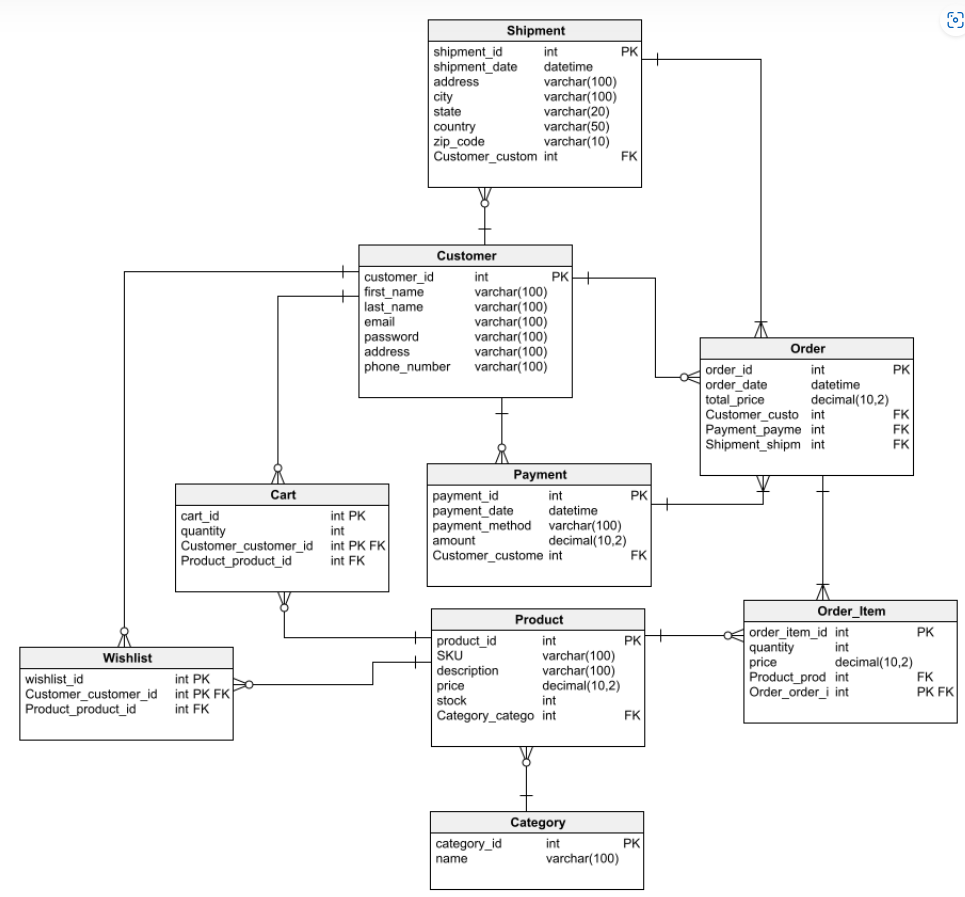 Shipment
shipment_id int PK
shipment_date datetime
address varchar(100)
city varchar(100)
state varchar(20)
country varchar(50)
zip_code varchar(10)
Customer_custom int FK
Customer
customer_id int PK
first_name varchar(100)
last_name varchar(100)
email varchar(100)
password varchar(100)
address varchar(100)
phone_number varchar(100)
Order
order_id int PK
order_date datetime
total_price decimal(10,2)
Customer_custo int FK
Payment_payme int FK
Shipment_shipm int FK
Payment
payment_id int PK
payment_date datetime
payment_method varchar(100)
amount decimal(10,2)
Customer_custome int FK
Cart
cart_id int PK
quantity int
Customer_customer_id int PK FK
Product_product_id int FK
Product
product_id int PK
SKU varchar(100)
description varchar(100)
price decimal(10,2)
stock int
Category_catego int FK
Order_Item
order_item_id int PK
quantity int
price decimal(10,2)
Product_prod int FK
Order_order_i int PK FK
Wishlist
wishlist_id int PK
Customer_customer_id int PK FK
Product_product_id int FK
Category
category_id int PK
name varchar(100)